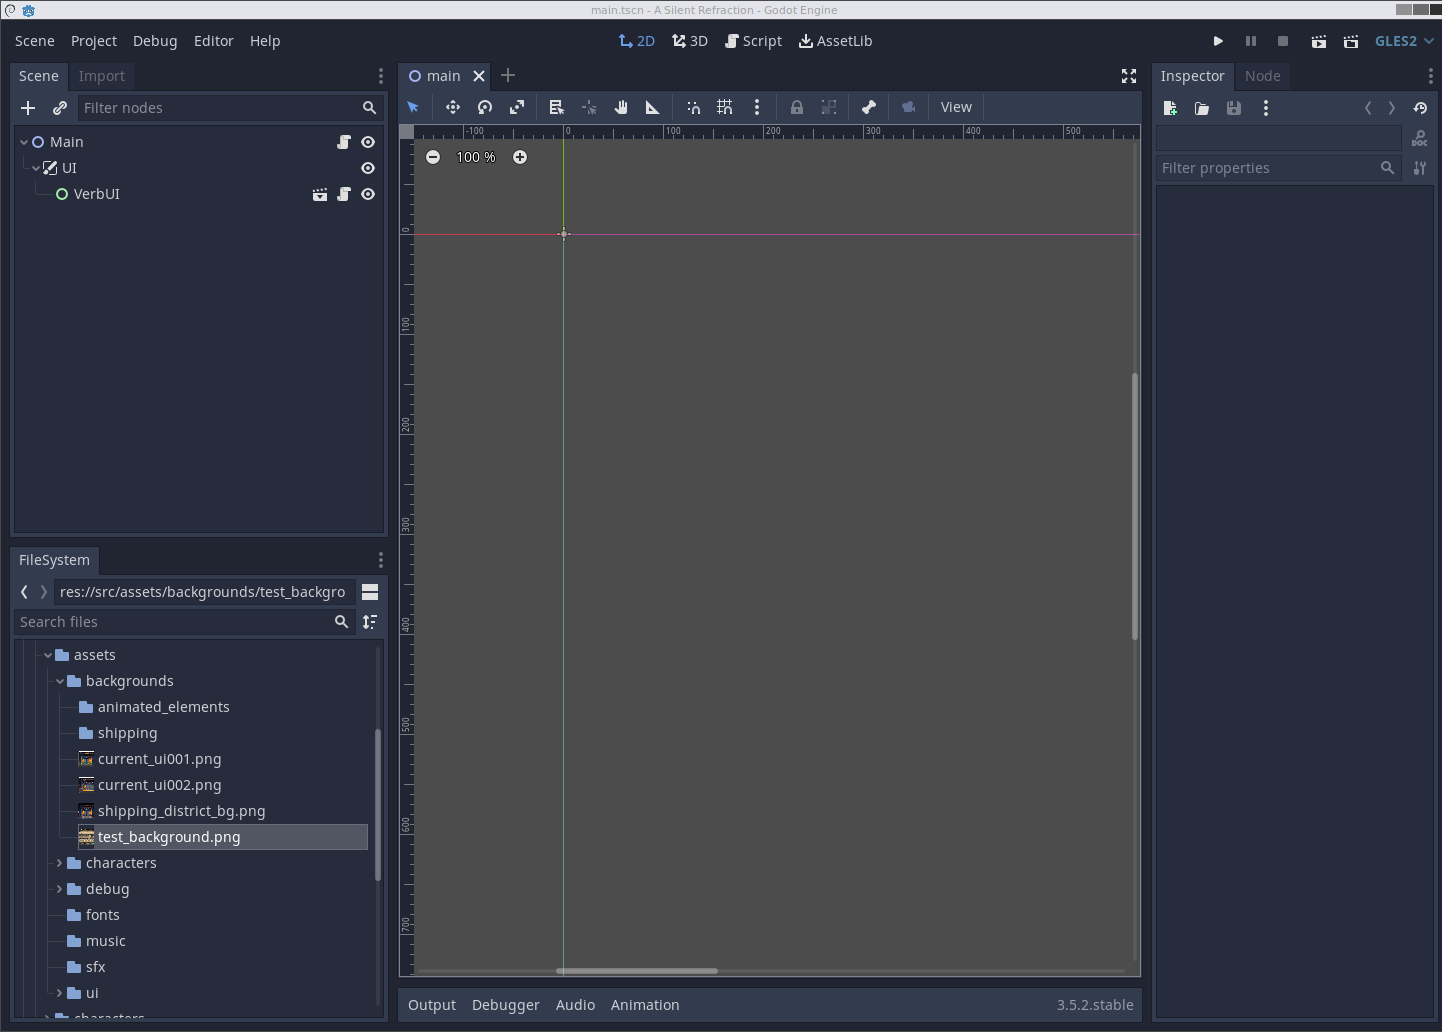 main.tscn - A Silent Refraction - Godot Engine
Scene Project Debug Editor Help
2D 3D Script AssetLib
GLES2
Scene Import
Filter nodes
Main
UI
VerbUI
FileSystem
res://src/assets/backgrounds/test_backgro
Search files
assets
backgrounds
animated_elements
shipping
current_ui001.png
current_ui002.png
shipping_district_bg.png
test_background.png
characters
debug
fonts
music
sfx
ui
characters
main
View
-100 0 100 200 300 400 500
100 %
0
100
200
300
400
500
600
700
Output Debugger Audio Animation 3.5.2.stable
Inspector Node
DOC
Filter properties